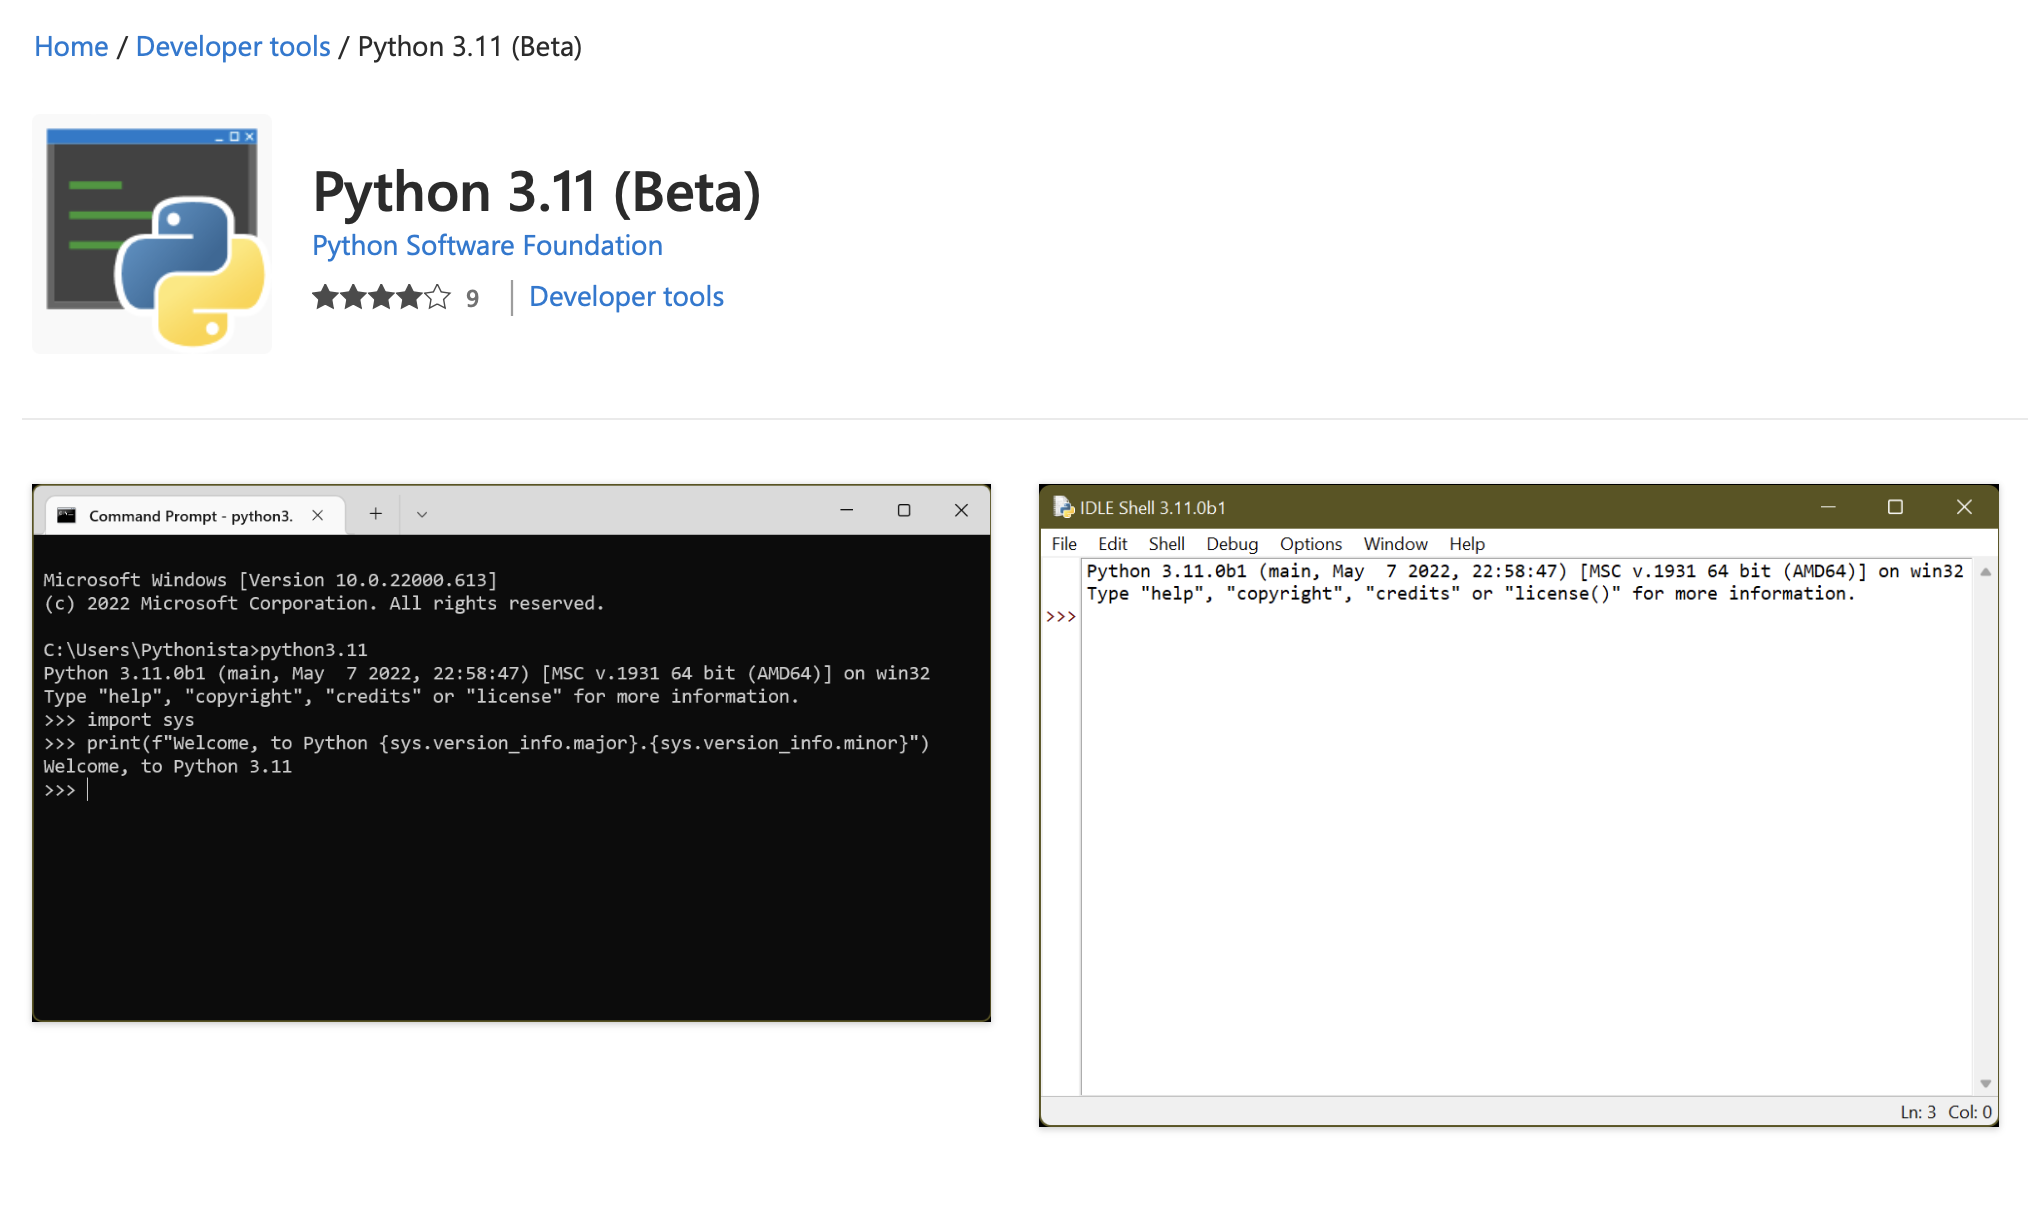 Home / Developer tools / Python 3.11 (Beta)
Python 3.11 (Beta)
Python Software Foundation
9 | Developer tools
Command Prompt - python3.
Microsoft Windows [Version 10.0.22000.613]
(c) 2022 Microsoft Corporation. All rights reserved.
C:\Users\Pythonista>python3.11
Python 3.11.0b1 (main, May  7 2022, 22:58:47) [MSC v.1931 64 bit (AMD64)] on win32
Type "help", "copyright", "credits" or "license" for more information.
>>> import sys
>>> print(f"Welcome, to Python {sys.version_info.major}.{sys.version_info.minor}")
Welcome, to Python 3.11
>>>
IDLE Shell 3.11.0b1
File Edit Shell Debug Options Window Help
Python 3.11.0b1 (main, May  7 2022, 22:58:47) [MSC v.1931 64 bit (AMD64)] on win32
Type "help", "copyright", "credits" or "license()" for more information.
>>>
Ln: 3 Col: 0